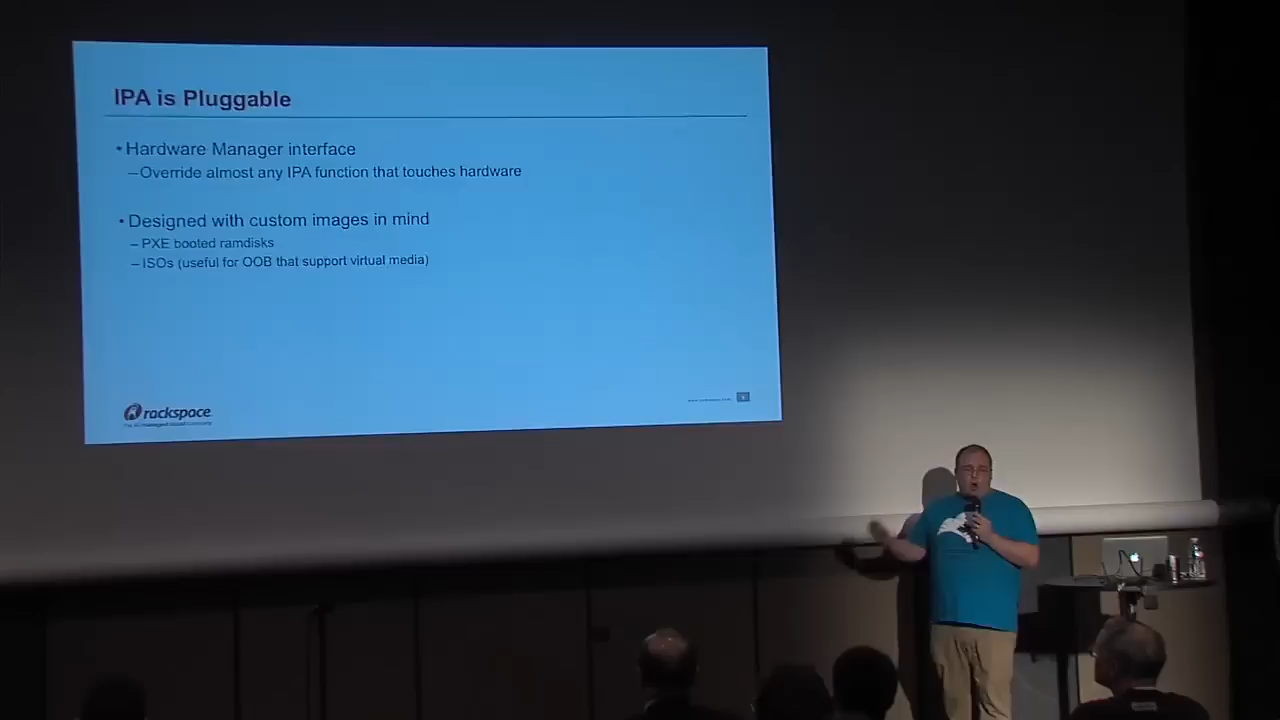 IPA is Pluggable
• Hardware Manager interface
– Override almost any IPA function that touches hardware
• Designed with custom images in mind
– PXE booted ramdisks
– ISOs (useful for OOB that support virtual media)
rackspace